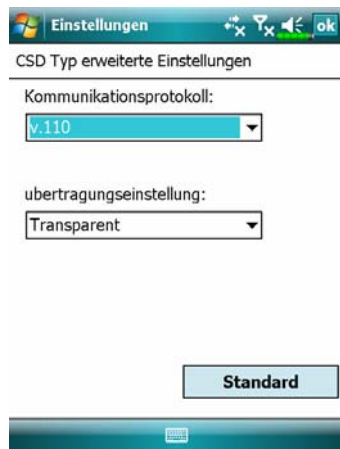 Einstellungen ok
CSD Typ erweiterte Einstellungen
Kommunikationsprotokoll:
v.110
ubertragungseinstellung:
Transparent
Standard